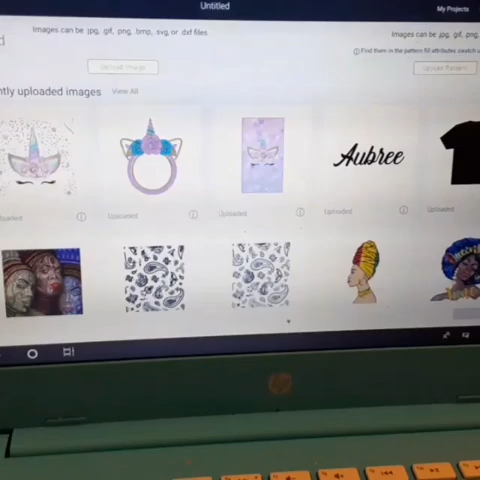 Untitled
My Projects
Images can be .jpg, .gif, .png, .bmp, .svg, or .dxf files.
Images can be .jpg, .gif, .png,
Find them in the pattern fill attributes
Upload Image
Upload Pattern
ntly uploaded images View All
Aubree
Uploaded
Uploaded
Uploaded
Uploaded
hp